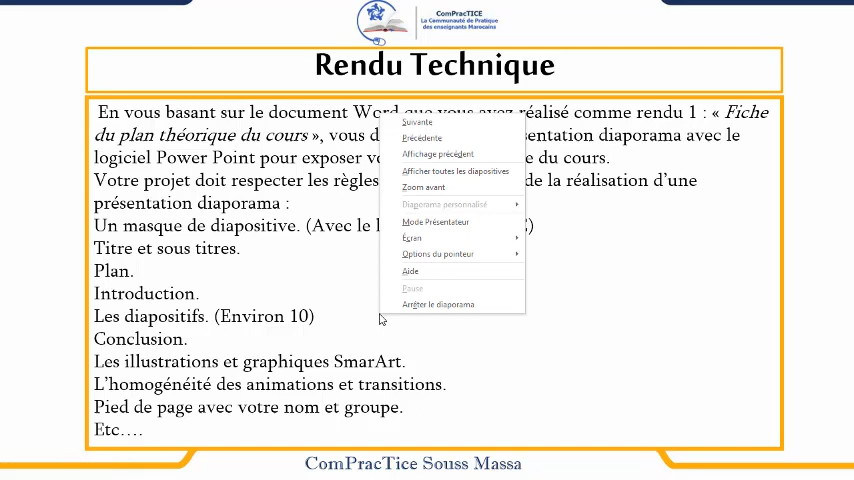 ComPracTICE
La Communauté de Pratique
des enseignants Marocains
Rendu Technique
En vous basant sur le document Word que vous avez réalisé comme rendu 1 : « Fiche
du plan théorique du cours », vous d
sentation diaporama avec le
logiciel Power Point pour exposer vo
e du cours.
Votre projet doit respecter les règles
de la réalisation d'une
présentation diaporama :
Un masque de diapositive. (Avec le l
Titre et sous titres.
Plan.
Introduction.
Les diapositifs. (Environ 10)
Conclusion.
Les illustrations et graphiques SmarArt.
L'homogénéité des animations et transitions.
Pied de page avec votre nom et groupe.
Etc….
Suivante
Précédente
Affichage précédent
Afficher toutes les diapositives
Zoom avant
Diaporama personnalisé
Mode Présentateur
Écran
Options du pointeur
Aide
Pause
Arrêter le diaporama
ComPracTice Souss Massa